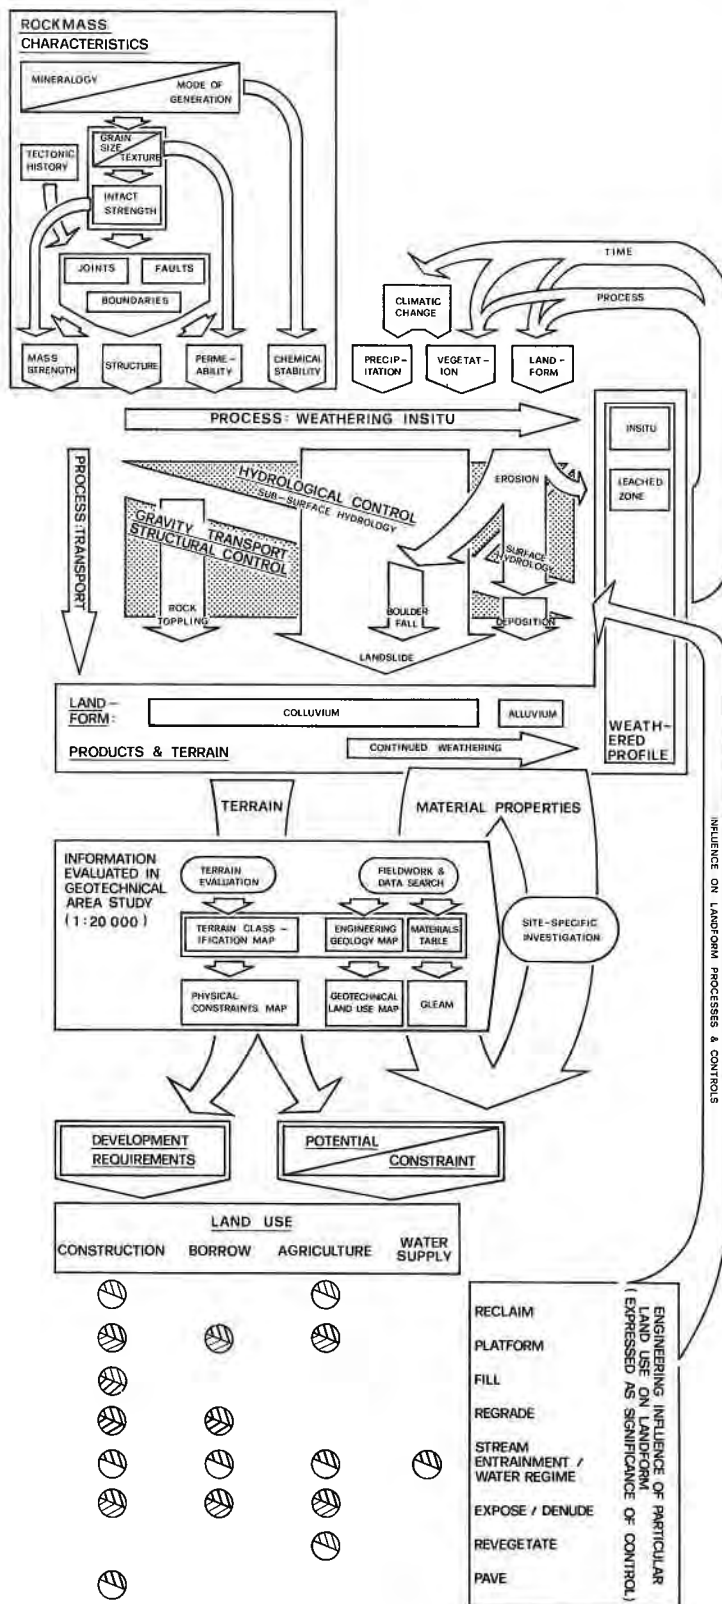 ROCKMASS
CHARACTERISTICS
MINERALOGY
MODE OF
GENERATION
GRAIN
SIZE
TEXTURE
TECTONIC
HISTORY
INTACT
STRENGTH
JOINTS
FAULTS
BOUNDARIES
MASS
STRENGTH
STRUCTURE
PERME-
ABILITY
CHEMICAL
STABILITY
TIME
PROCESS
CLIMATIC
CHANGE
PRECIP-
ITATION
VEGETAT-
ION
LAND-
FORM
PROCESS: WEATHERING INSITU
INSITU
LEACHED
ZONE
PROCESS:TRANSPORT
HYDROLOGICAL CONTROL
SUB-SURFACE HYDROLOGY
EROSION
GRAVITY TRANSPORT
STRUCTURAL CONTROL
SURFACE
HYDROLOGY
ROCK
TOPPLING
BOULDER
FALL
DEPOSITION
LANDSLIDE
LAND-
FORM:
COLLUVIUM
ALLUVIUM
PRODUCTS & TERRAIN
CONTINUED WEATHERING
WEATH-
ERED
PROFILE
TERRAIN
MATERIAL PROPERTIES
INFORMATION
EVALUATED IN
GEOTECHNICAL
AREA STUDY
(1:20 000)
TERRAIN
EVALUATION
FIELDWORK &
DATA SEARCH
TERRAIN CLASS-
IFICATION MAP
ENGINEERING
GEOLOGY MAP
MATERIALS
TABLE
SITE-SPECIFIC
INVESTIGATION
PHYSICAL
CONSTRAINTS MAP
GEOTECHNICAL
LAND USE MAP
GLEAM
INFLUENCE ON LANDFORM PROCESSES & CONTROLS
DEVELOPMENT
REQUIREMENTS
POTENTIAL
CONSTRAINT
LAND USE
CONSTRUCTION
BORROW
AGRICULTURE
WATER
SUPPLY
RECLAIM
PLATFORM
FILL
REGRADE
STREAM
ENTRAINMENT /
WATER REGIME
EXPOSE / DENUDE
REVEGETATE
PAVE
ENGINEERING INFLUENCE OF PARTICULAR
LAND USE ON LANDFORM
(EXPRESSED AS SIGNIFICANCE OF CONTROL)